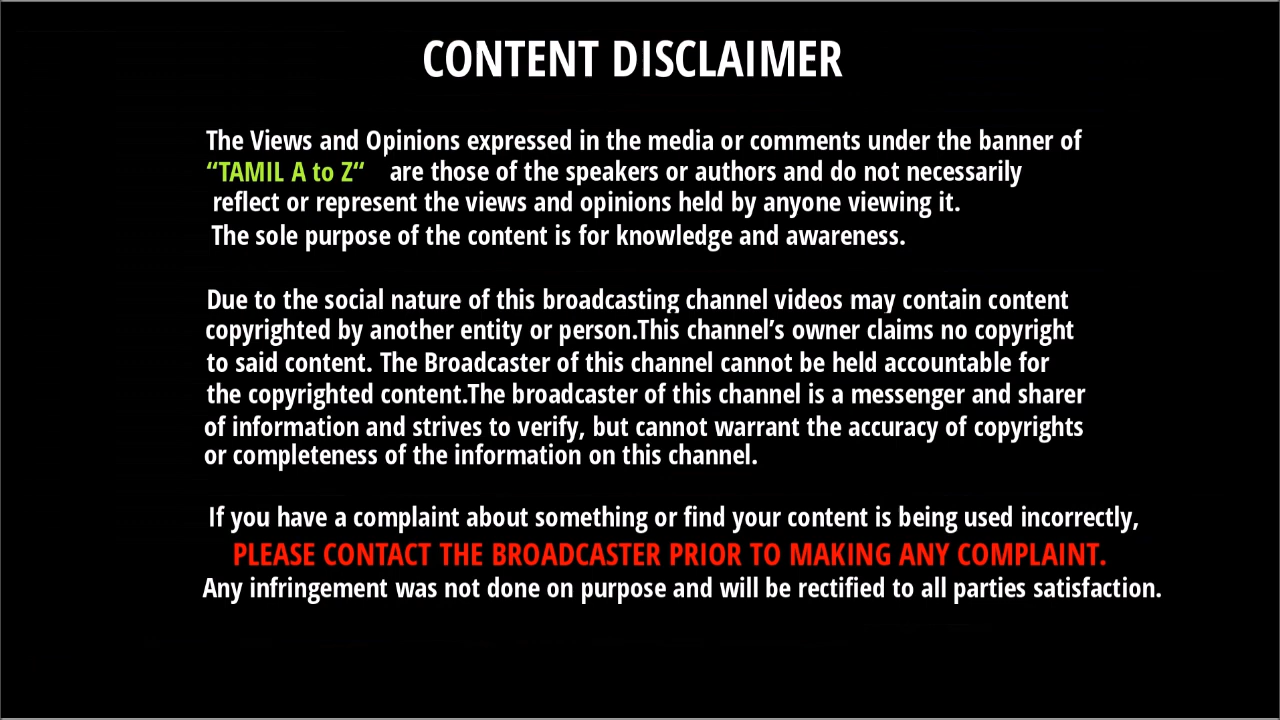 CONTENT DISCLAIMER
The Views and Opinions expressed in the media or comments under the banner of
“TAMIL A to Z“ are those of the speakers or authors and do not necessarily
reflect or represent the views and opinions held by anyone viewing it.
The sole purpose of the content is for knowledge and awareness.
Due to the social nature of this broadcasting channel videos may contain content
copyrighted by another entity or person.This channel’s owner claims no copyright
to said content. The Broadcaster of this channel cannot be held accountable for
the copyrighted content.The broadcaster of this channel is a messenger and sharer
of information and strives to verify, but cannot warrant the accuracy of copyrights
or completeness of the information on this channel.
If you have a complaint about something or find your content is being used incorrectly,
PLEASE CONTACT THE BROADCASTER PRIOR TO MAKING ANY COMPLAINT.
Any infringement was not done on purpose and will be rectified to all parties satisfaction.